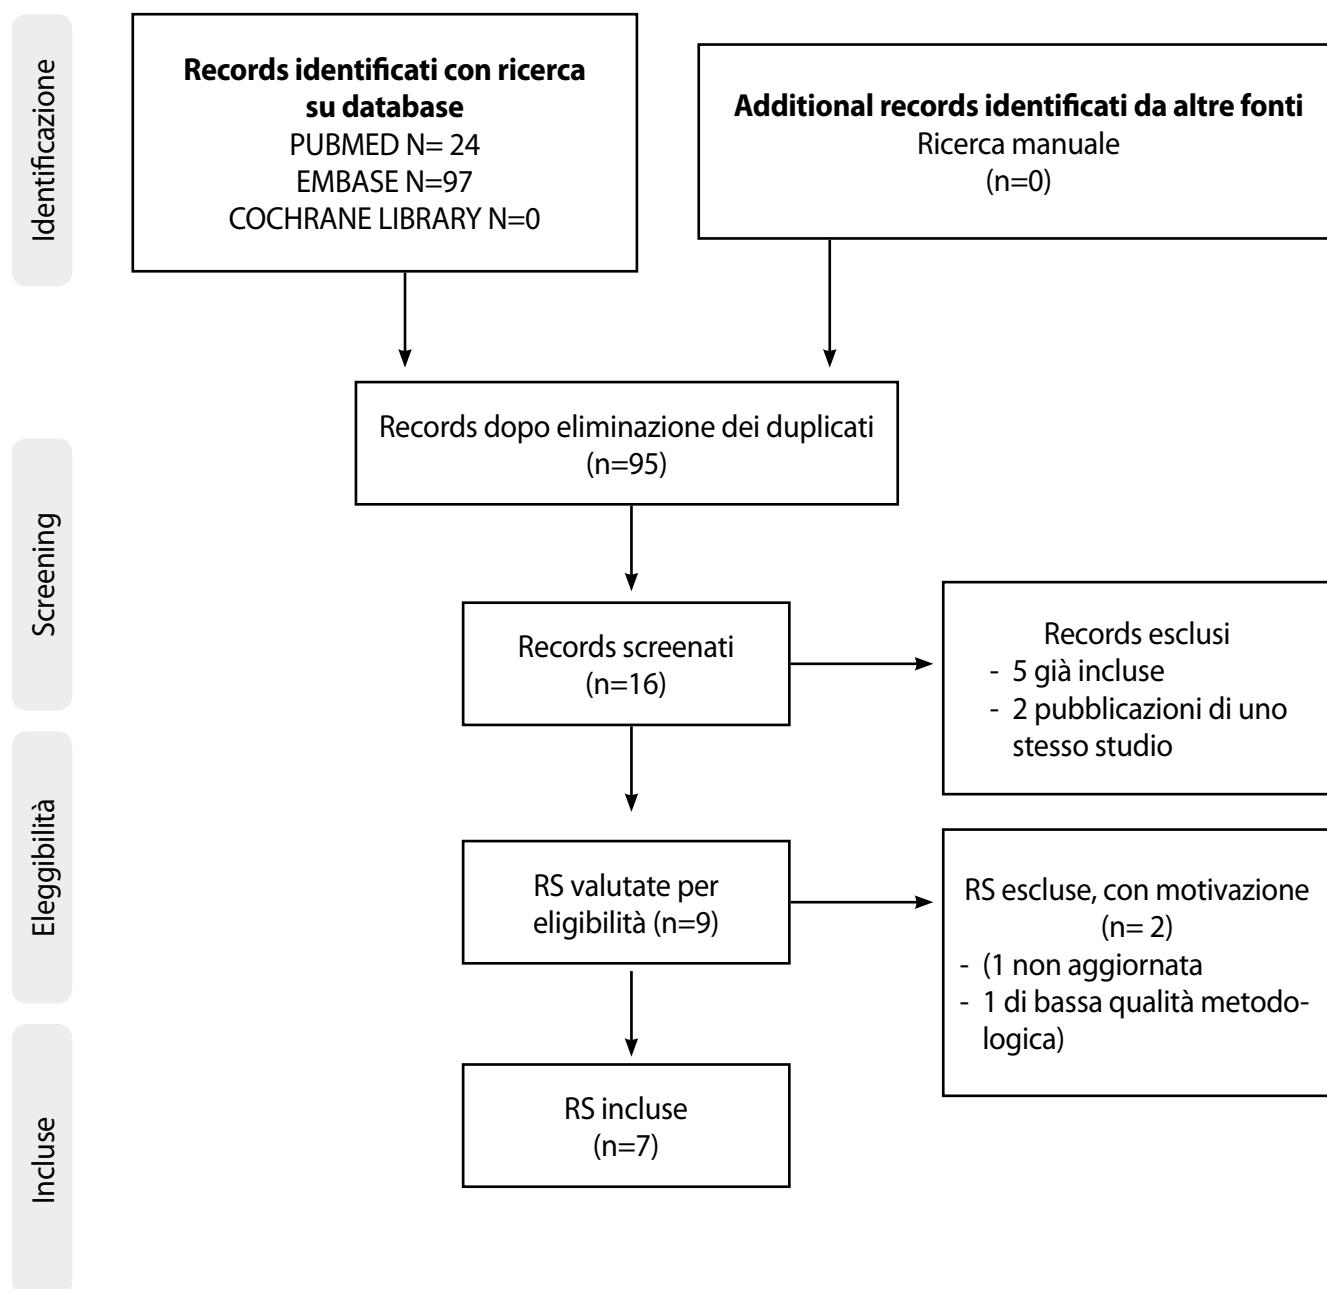 Identificazione
Records identificati con ricerca
su database
PUBMED N= 24
EMBASE N=97
COCHRANE LIBRARY N=0
Additional records identificati da altre fonti
Ricerca manuale
(n=0)
Screening
Records dopo eliminazione dei duplicati
(n=95)
Records screenati
(n=16)
Records esclusi
- 5 già incluse
- 2 pubblicazioni di uno
stesso studio
Eleggibilità
RS valutate per
eligibilità (n=9)
RS escluse, con motivazione
(n= 2)
- (1 non aggiornata
- 1 di bassa qualità metodo-
logica)
Incluse
RS incluse
(n=7)